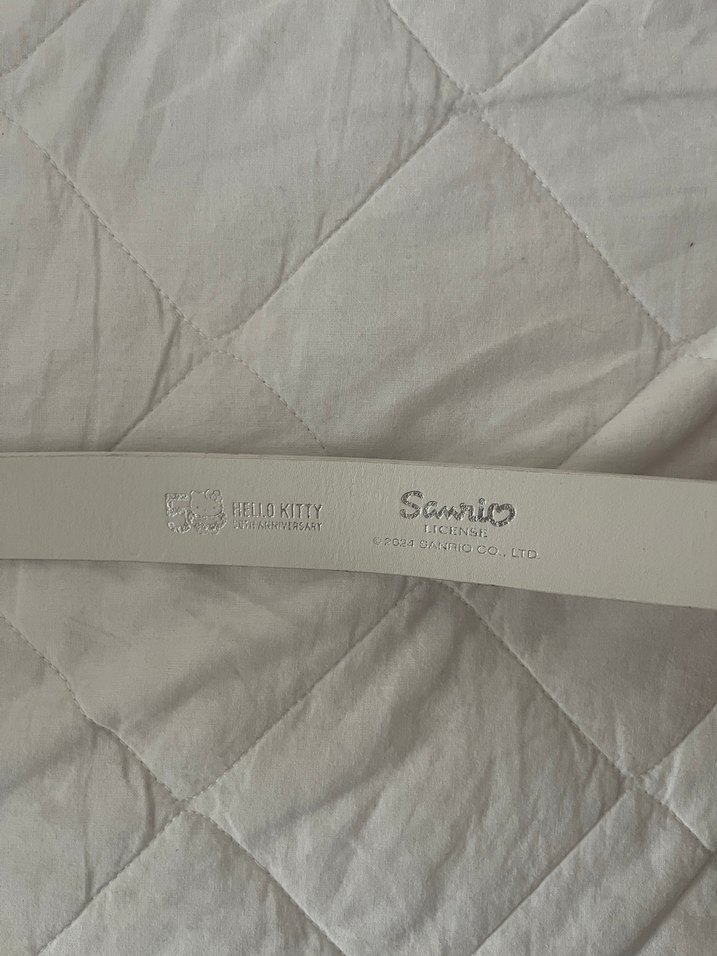 HELLO KITTY
50TH ANNIVERSARY
Sanrio
LICENSE
© 2024 SANRIO CO., LTD.